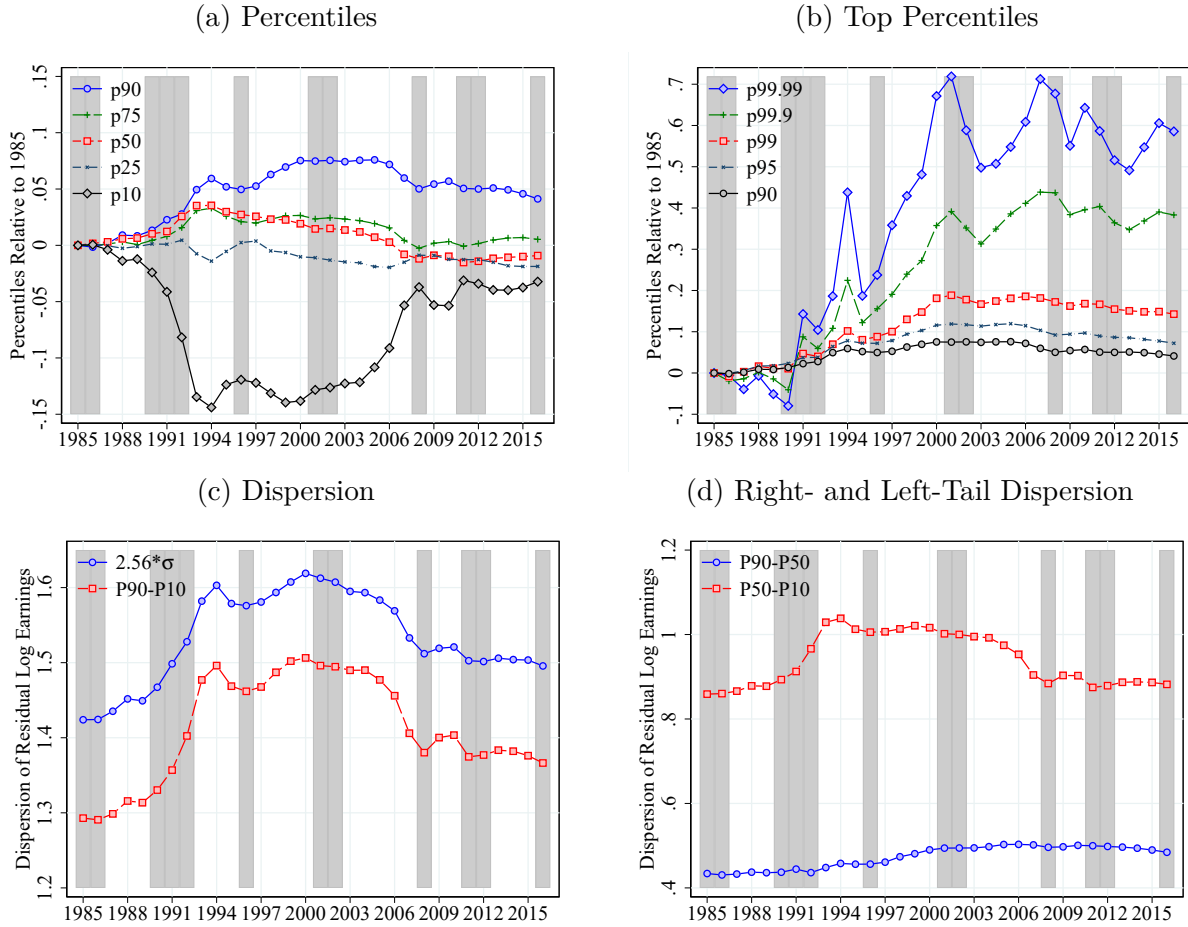 (a) Percentiles
Percentiles Relative to 1985
.15
.1
.05
0
-.05
-.1
-.15
p90
p75
p50
p25
p10
1985 1988 1991 1994 1997 2000 2003 2006 2009 2012 2015
(b) Top Percentiles
Percentiles Relative to 1985
.7
.6
.5
.4
.3
.2
.1
0
-.1
p99.99
p99.9
p99
p95
p90
1985 1988 1991 1994 1997 2000 2003 2006 2009 2012 2015
(c) Dispersion
Dispersion of Residual Log Earnings
1.6
1.5
1.4
1.3
1.2
2.56*σ
P90-P10
1985 1988 1991 1994 1997 2000 2003 2006 2009 2012 2015
(d) Right- and Left-Tail Dispersion
Dispersion of Residual Log Earnings
1.2
1
.8
.6
.4
P90-P50
P50-P10
1985 1988 1991 1994 1997 2000 2003 2006 2009 2012 2015